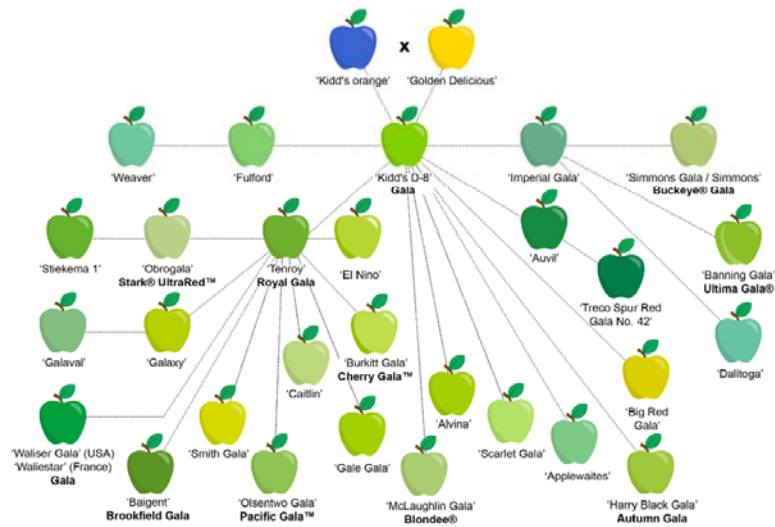 x
'Kidd's orange'
'Golden Delicious'
'Weaver'
'Fulford'
'Kidd's D-8'
Gala
'Imperial Gala'
'Simmons Gala / Simmons'
Buckeye® Gala
'Stiekema 1'
'Obrogala'
Stark® UltraRed™
'Tenroy'
Royal Gala
'El Nino'
'Auvil'
'Treco Spur Red
Gala No. 42'
'Banning Gala'
Ultima Gala®
'Galaval'
'Galaxy'
'Caitlin'
'Burkitt Gala'
Cherry Gala™
'Dalitoga'
'Waliser Gala' (USA)
'Waliestar' (France)
Gala
'Baigent'
Brookfield Gala
'Smith Gala'
'Olsentwo Gala'
Pacific Gala™
'Gale Gala'
'McLaughlin Gala'
Blondee®
'Alvina'
'Scarlet Gala'
'Applewaites'
'Big Red
Gala'
'Harry Black Gala'
Autumn Gala